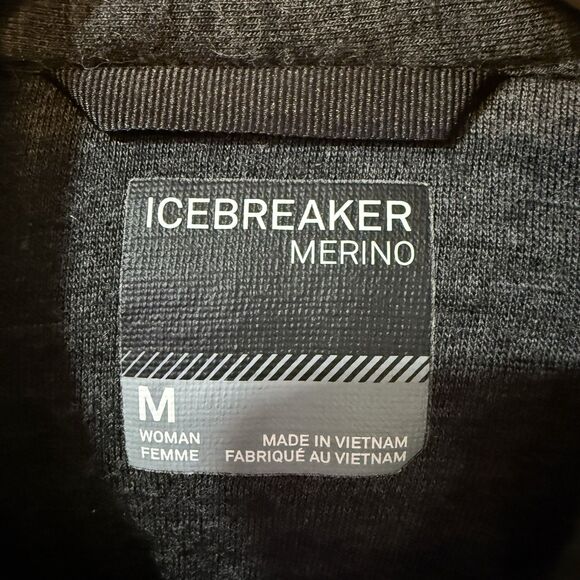 ICEBREAKER
MERINO
M
WOMAN
FEMME
MADE IN VIETNAM
FABRIQUÉ AU VIETNAM